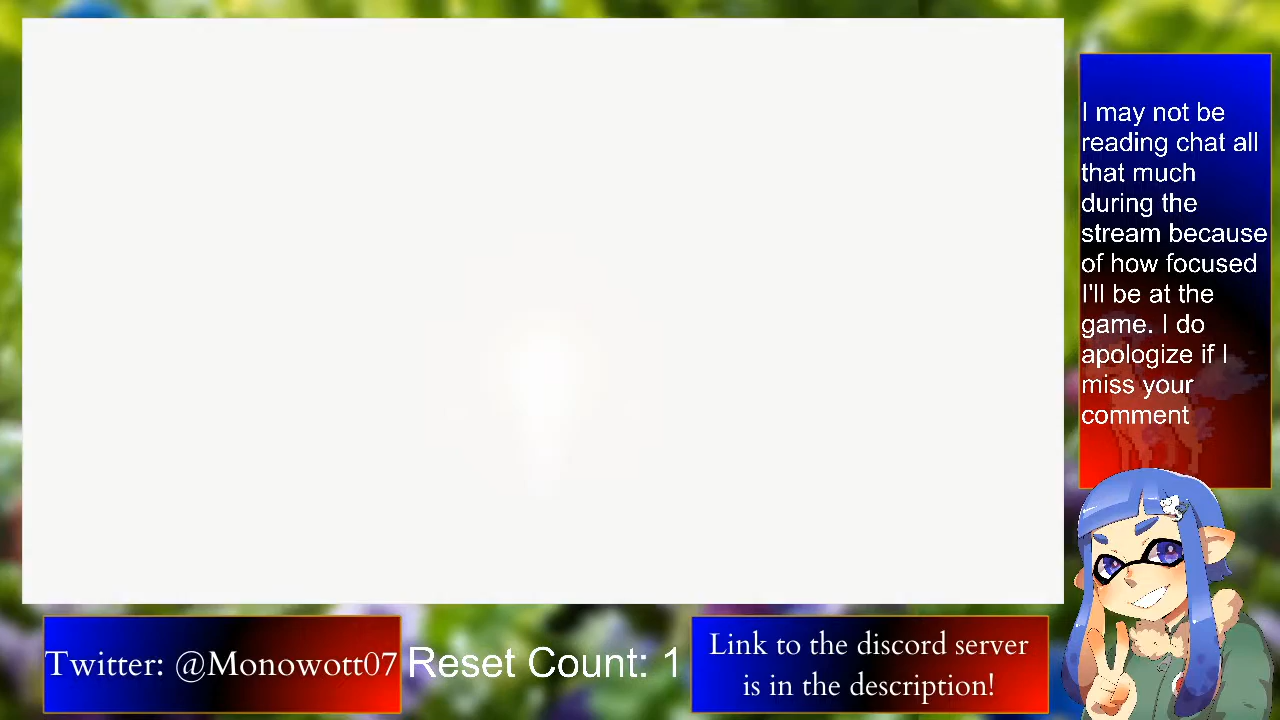 I may not be
reading chat all
that much
during the
stream because
of how focused
I'll be at the
game. I do
apologize if I
miss your
comment
Twitter: @Monowott07
Reset Count: 1
Link to the discord server
is in the description!